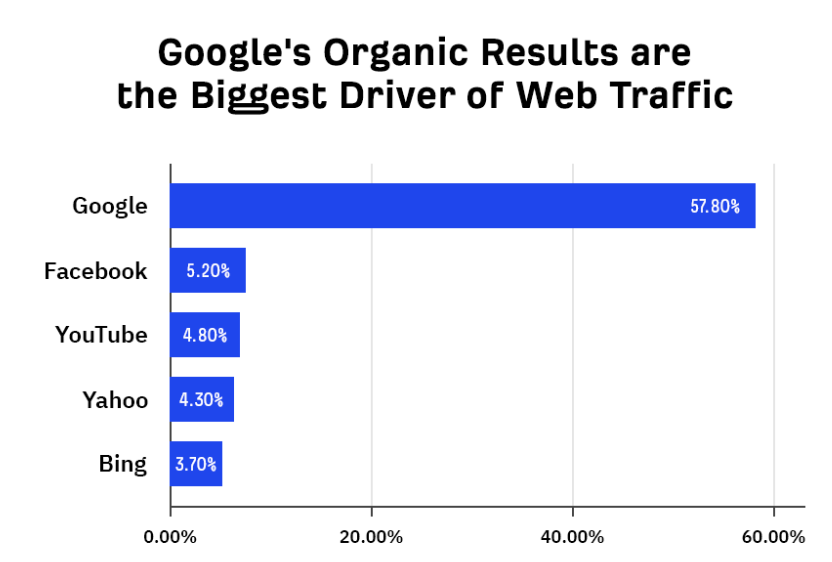 Google's Organic Results are
the Biggest Driver of Web Traffic
Google 57.80%
Facebook 5.20%
YouTube 4.80%
Yahoo 4.30%
Bing 3.70%
0.00% 20.00% 40.00% 60.00%